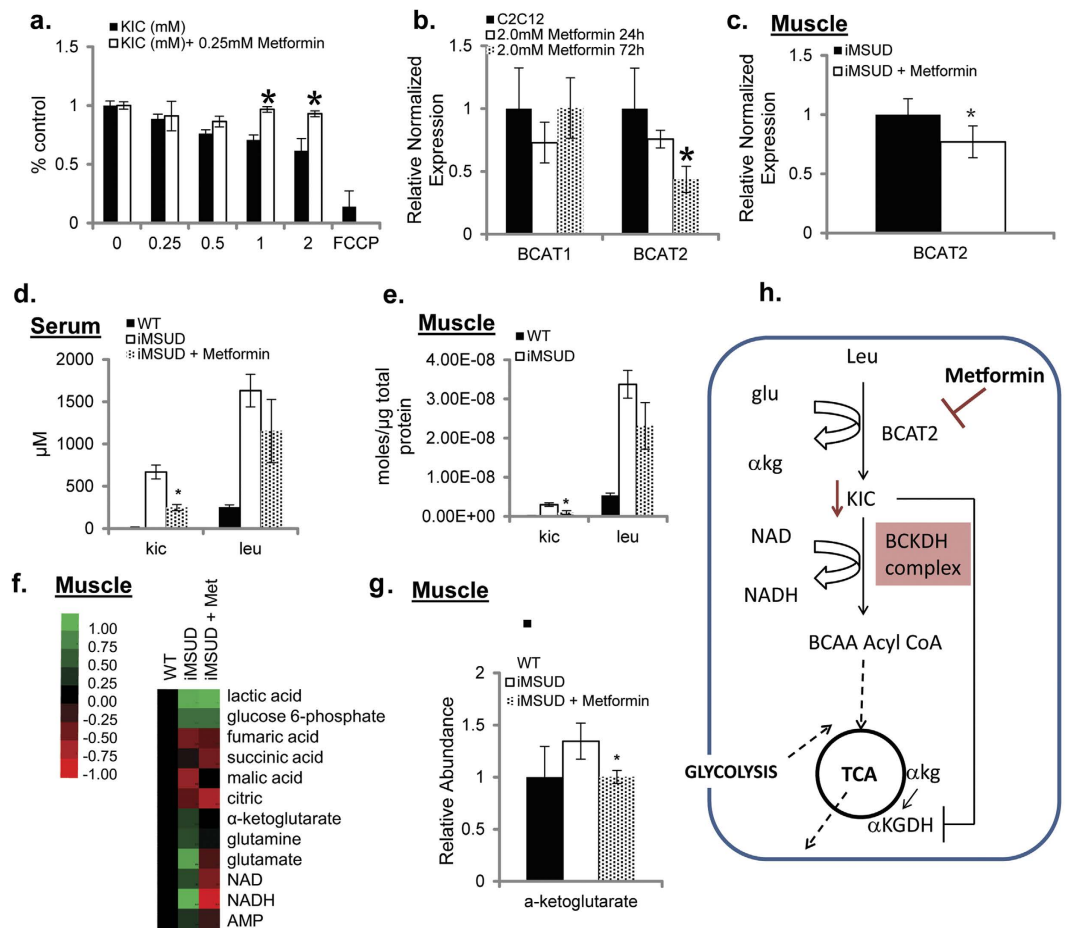 a.
KIC (mM)
KIC (mM)+ 0.25mM Metformin
% control
1.5
1
0.5
0
0 0.25 0.5 1 2 FCCP
* *
b.
C2C12
2.0mM Metformin 24h
2.0mM Metformin 72h
Relative Normalized
Expression
1.5
1
0.5
0
*
BCAT1 BCAT2
c. Muscle
iMSUD
iMSUD + Metformin
Relative Normalized
Expression
1.5
1
0.5
0
*
BCAT2
d.
Serum
WT
iMSUD
iMSUD + Metformin
µM
2000
1500
1000
500
0
*
kic leu
e.
Muscle
WT
iMSUD
moles/µg total
protein
4.00E-08
3.00E-08
2.00E-08
1.00E-08
0.00E+00
*
kic leu
f. Muscle
1.00
0.75
0.50
0.25
0.00
-0.25
-0.50
-0.75
-1.00
WT
iMSUD
iMSUD + Met
lactic acid
glucose 6-phosphate
fumaric acid
succinic acid
malic acid
citric
α-ketoglutarate
glutamine
glutamate
NAD
NADH
AMP
g. Muscle
WT
iMSUD
iMSUD + Metformin
Relative Abundance
2
1.5
1
0.5
0
*
a-ketoglutarate
h.
Leu
glu
Metformin
BCAT2
αkg
KIC
NAD
BCKDH
complex
NADH
BCAA Acyl CoA
GLYCOLYSIS
TCA
αkg
αKGDH